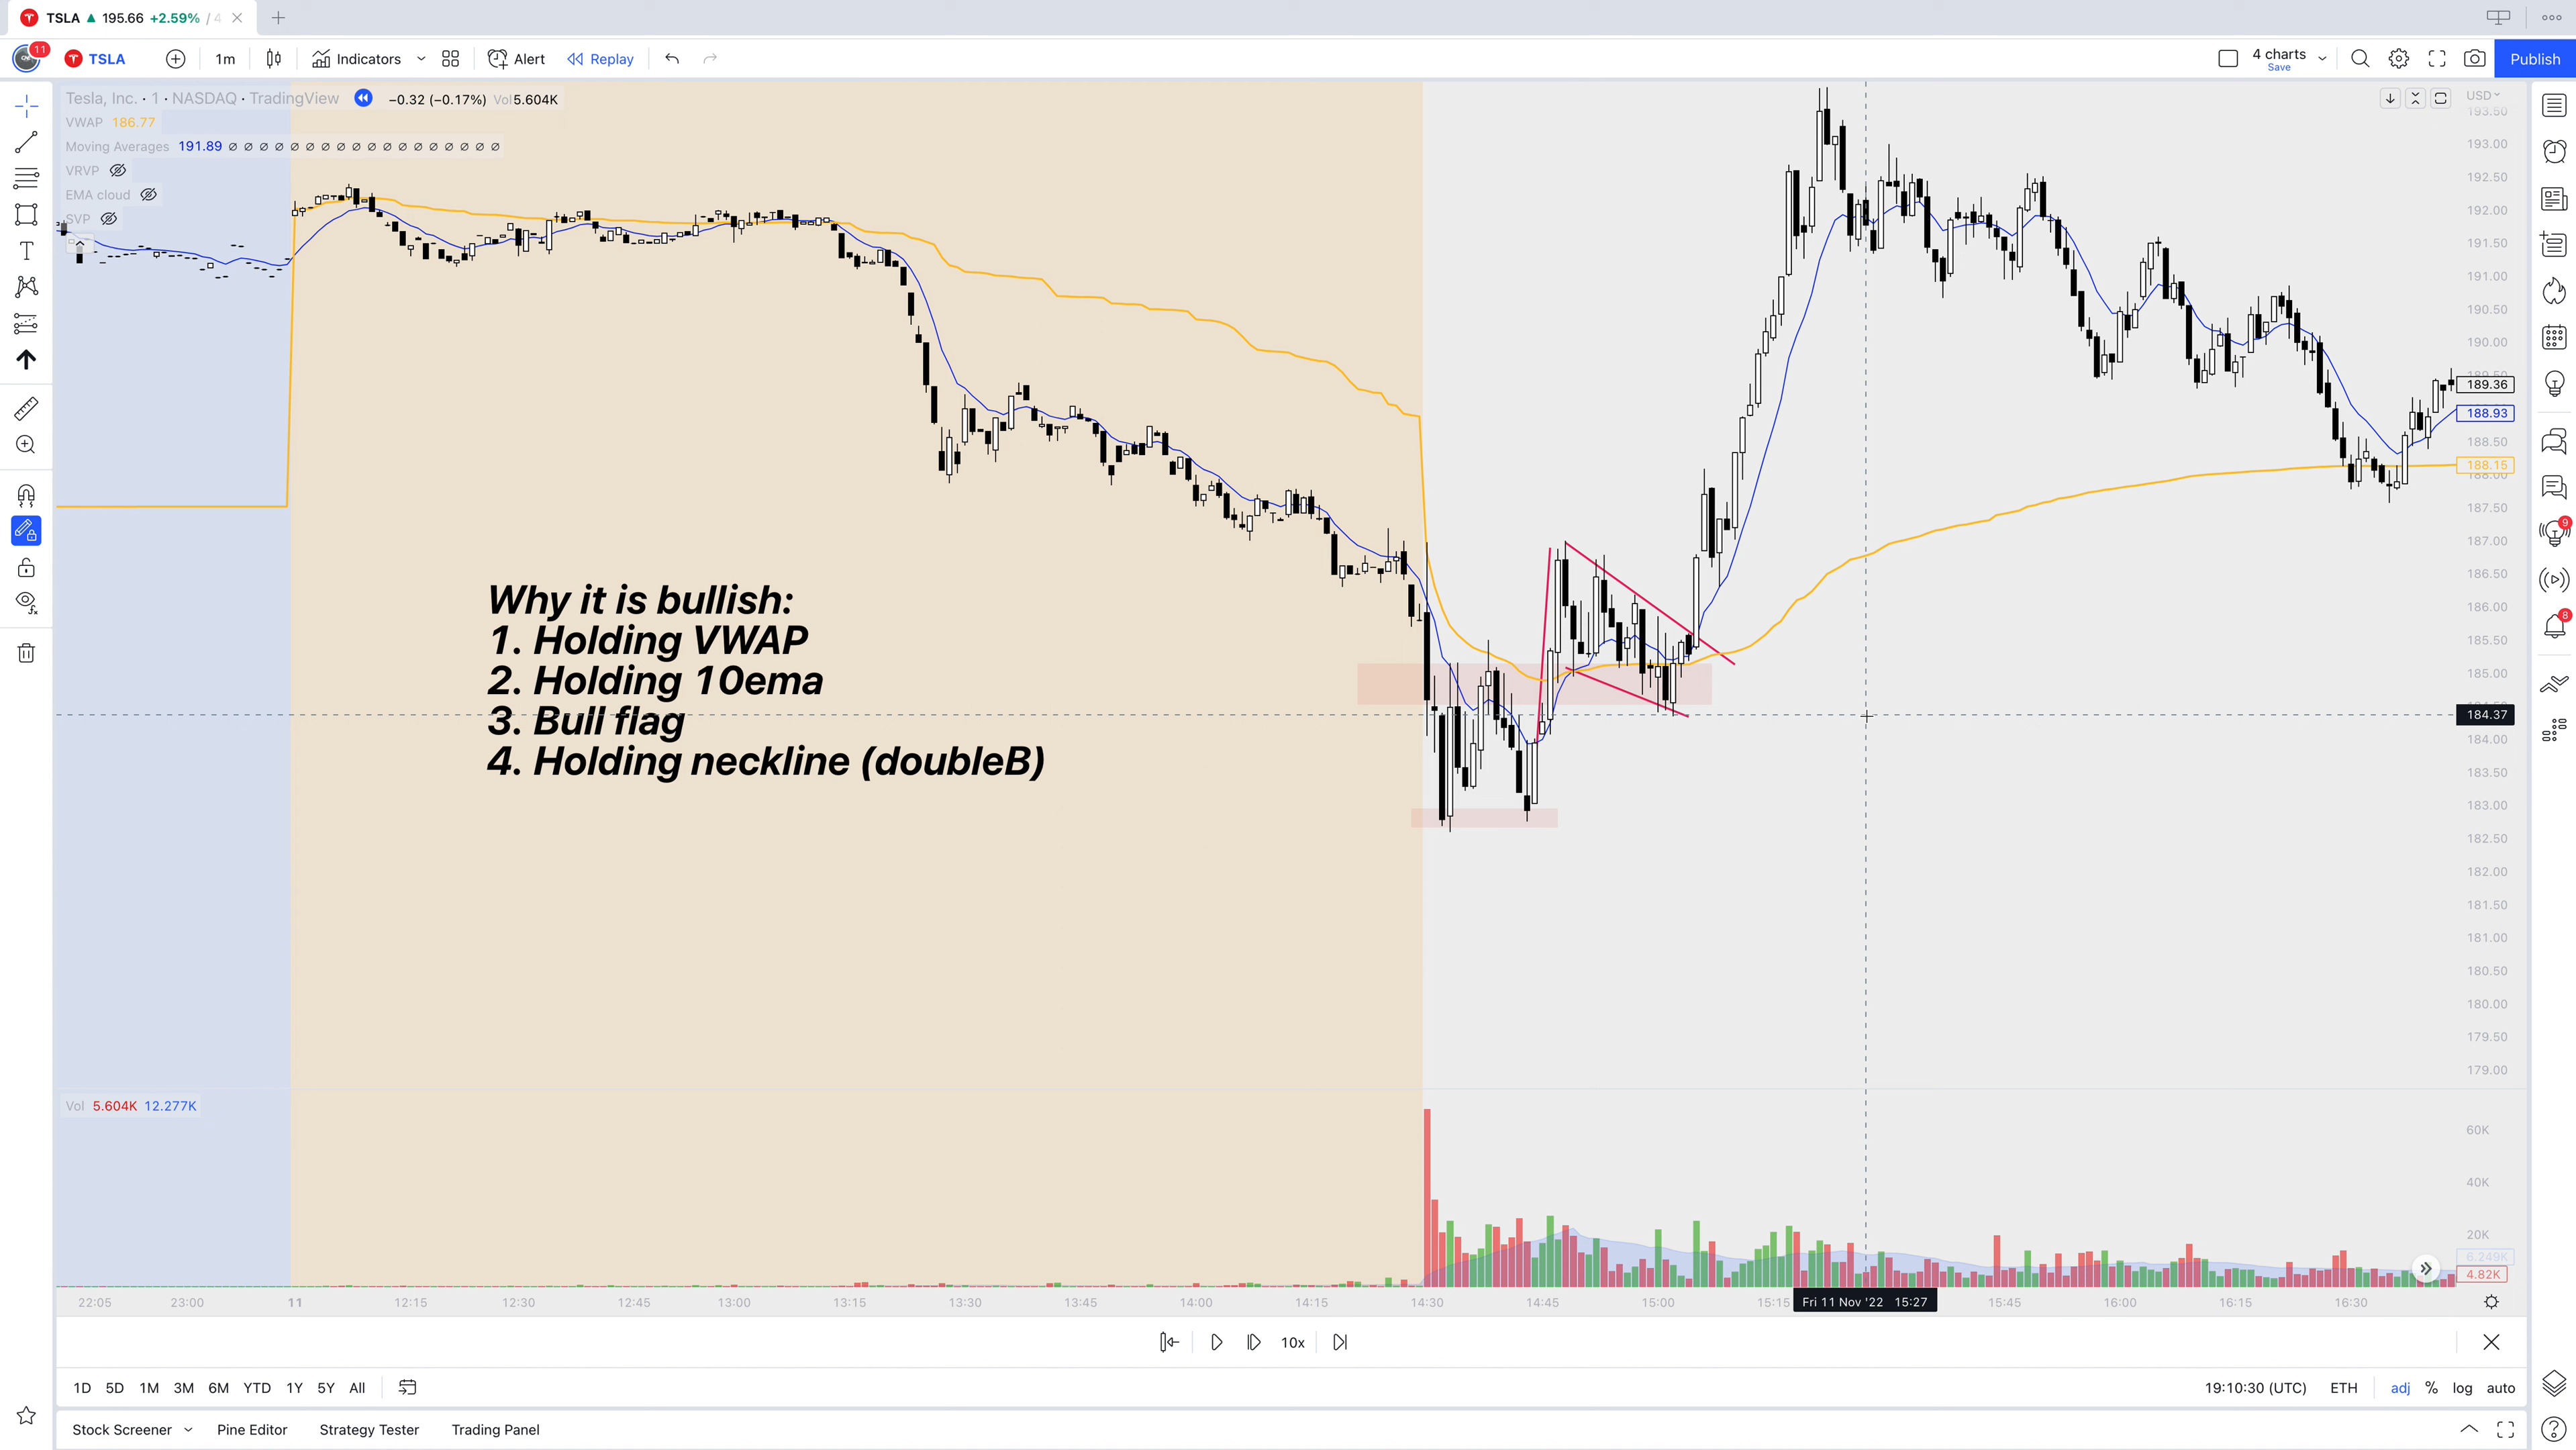 TSLA ▲ 195.66 +2.59% / 4
11
TSLA
1m
Indicators
Alert
Replay
4 charts
Save
Publish
Tesla, Inc. · 1 · NASDAQ · TradingView
−0.32 (−0.17%) Vol5.604K
VWAP 186.77
Moving Averages 191.89 ∅ ∅ ∅ ∅ ∅ ∅ ∅ ∅ ∅ ∅ ∅ ∅ ∅ ∅ ∅ ∅ ∅ ∅
VRVP
EMA cloud
SVP
USD
193.50
193.00
192.50
192.00
191.50
191.00
190.50
190.00
189.36
188.93
188.50
188.15
188.00
187.50
187.00
186.50
186.00
185.50
185.00
184.37
184.00
183.50
183.00
182.50
182.00
181.50
181.00
180.50
180.00
179.50
179.00
Why it is bullish:
1. Holding VWAP
2. Holding 10ema
3. Bull flag
4. Holding neckline (doubleB)
Vol 5.604K 12.277K
60K
40K
20K
6.249K
4.82K
22:05 23:00 11 12:15 12:30 12:45 13:00 13:15 13:30 13:45 14:00 14:15 14:30 14:45 15:00 15:15 Fri 11 Nov '22 15:27 15:45 16:00 16:15 16:30
10x
1D 5D 1M 3M 6M YTD 1Y 5Y All
19:10:30 (UTC) ETH adj % log auto
Stock Screener Pine Editor Strategy Tester Trading Panel
9
8